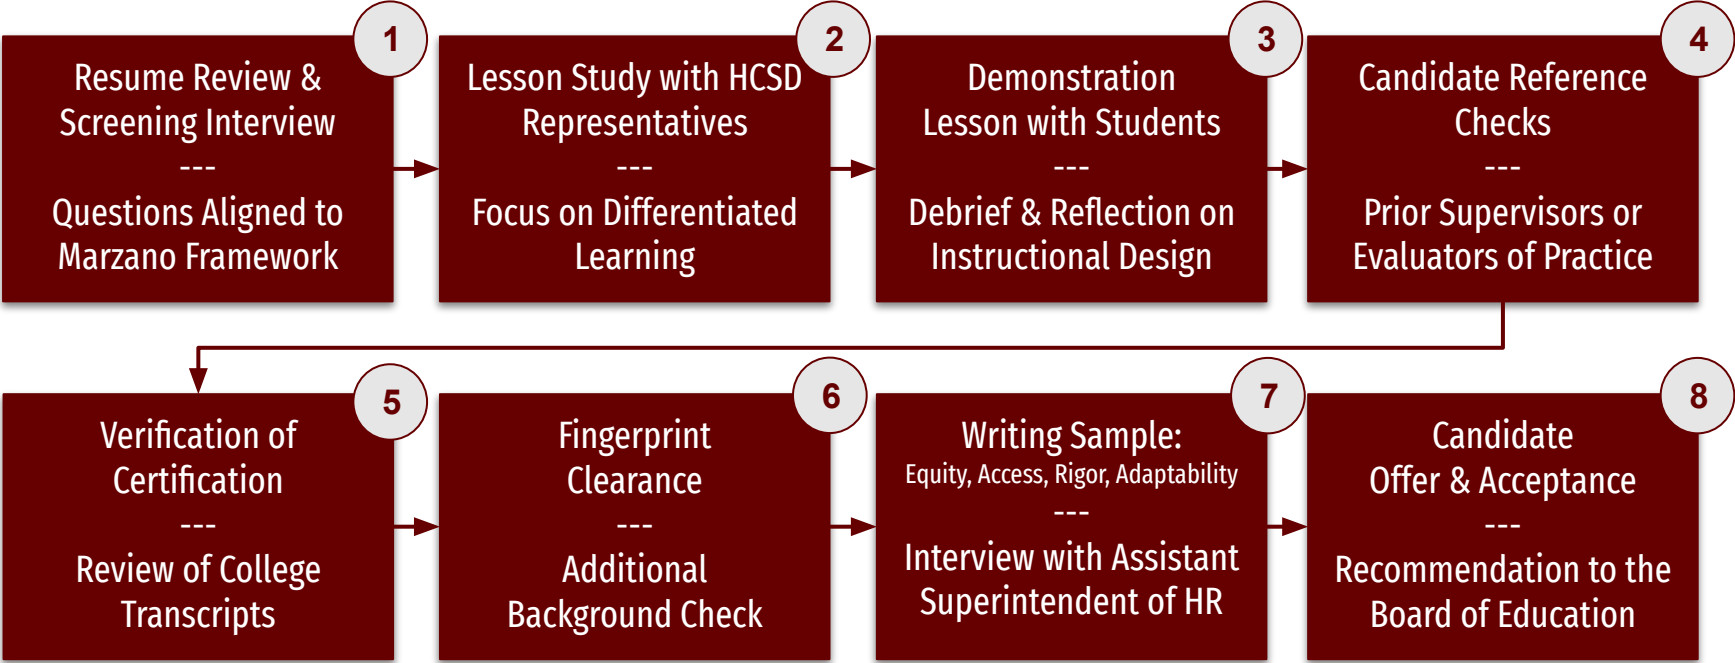 1
Resume Review &
Screening Interview
---
Questions Aligned to
Marzano Framework
2
Lesson Study with HCSD
Representatives
---
Focus on Differentiated
Learning
3
Demonstration
Lesson with Students
---
Debrief & Reflection on
Instructional Design
4
Candidate Reference
Checks
---
Prior Supervisors or
Evaluators of Practice
5
Verification of
Certification
---
Review of College
Transcripts
6
Fingerprint
Clearance
---
Additional
Background Check
7
Writing Sample:
Equity, Access, Rigor, Adaptability
---
Interview with Assistant
Superintendent of HR
8
Candidate
Offer & Acceptance
---
Recommendation to the
Board of Education